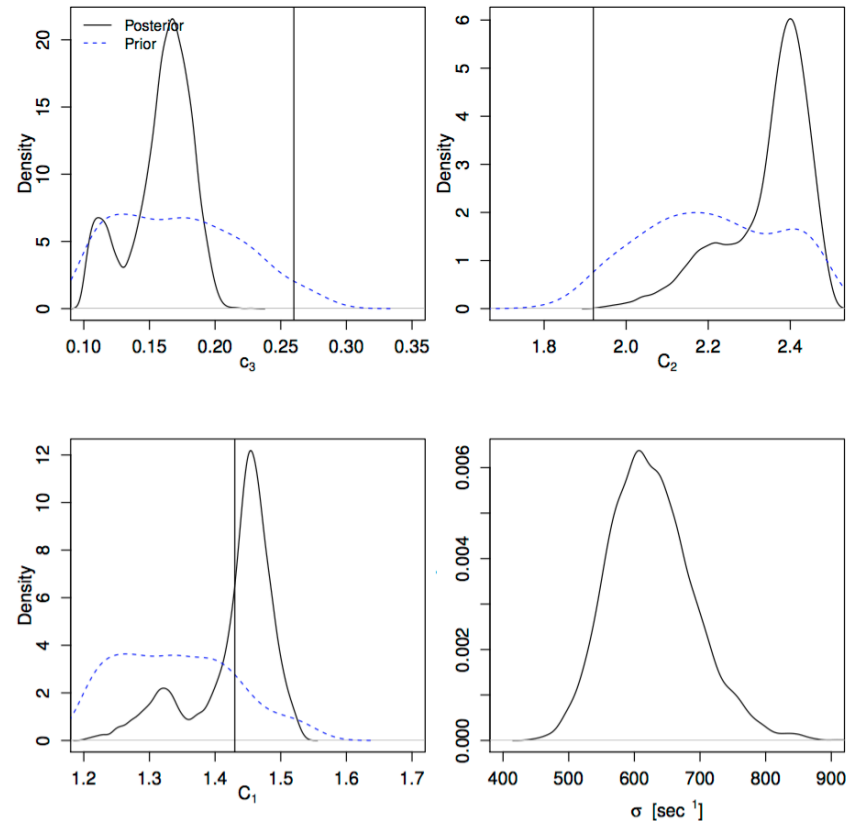 Posterior
Prior
Density
0 5 10 15 20
0.10 0.15 0.20 0.25 0.30 0.35
c3
Density
0 1 2 3 4 5 6
1.8 2.0 2.2 2.4
C2
Density
0 2 4 6 8 10 12
1.2 1.3 1.4 1.5 1.6 1.7
C1
0.000 0.002 0.004 0.006
400 500 600 700 800 900
σ [sec 1]